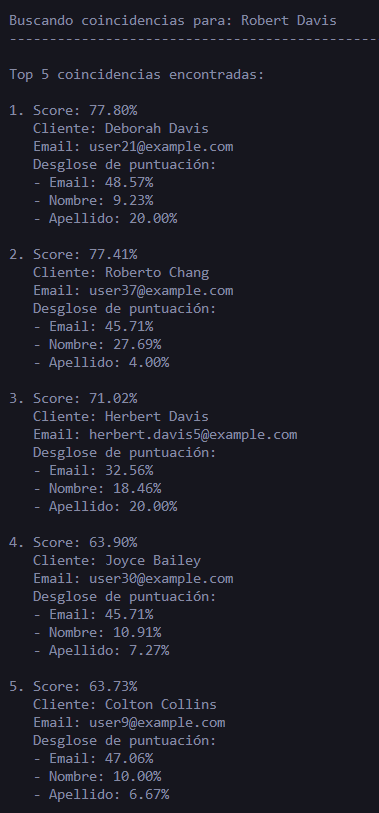 Buscando coincidencias para: Robert Davis
----------------------------------------------
Top 5 coincidencias encontradas:
1. Score: 77.80%
Cliente: Deborah Davis
Email: user21@example.com
Desglose de puntuación:
- Email: 48.57%
- Nombre: 9.23%
- Apellido: 20.00%
2. Score: 77.41%
Cliente: Roberto Chang
Email: user37@example.com
Desglose de puntuación:
- Email: 45.71%
- Nombre: 27.69%
- Apellido: 4.00%
3. Score: 71.02%
Cliente: Herbert Davis
Email: herbert.davis5@example.com
Desglose de puntuación:
- Email: 32.56%
- Nombre: 18.46%
- Apellido: 20.00%
4. Score: 63.90%
Cliente: Joyce Bailey
Email: user30@example.com
Desglose de puntuación:
- Email: 45.71%
- Nombre: 10.91%
- Apellido: 7.27%
5. Score: 63.73%
Cliente: Colton Collins
Email: user9@example.com
Desglose de puntuación:
- Email: 47.06%
- Nombre: 10.00%
- Apellido: 6.67%